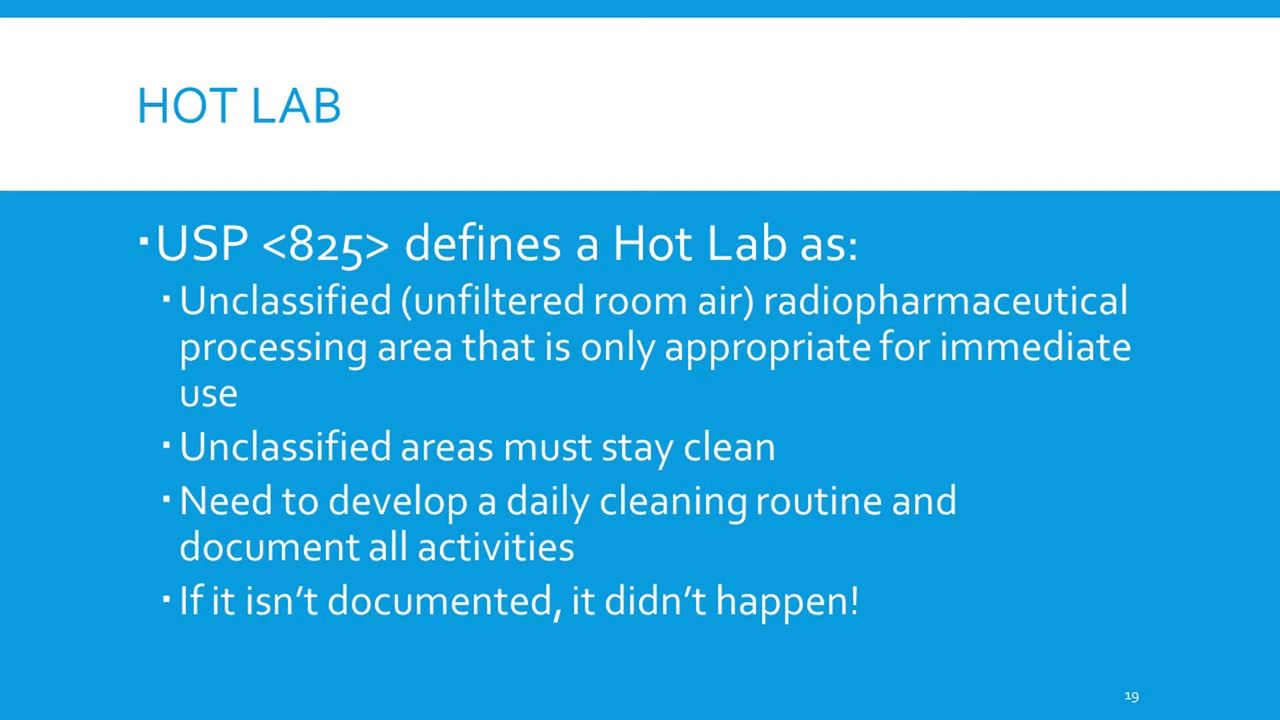 HOT LAB
▪USP <825> defines a Hot Lab as:
▪Unclassified (unfiltered room air) radiopharmaceutical
processing area that is only appropriate for immediate
use
▪Unclassified areas must stay clean
▪Need to develop a daily cleaning routine and
document all activities
▪If it isn’t documented, it didn’t happen!
19